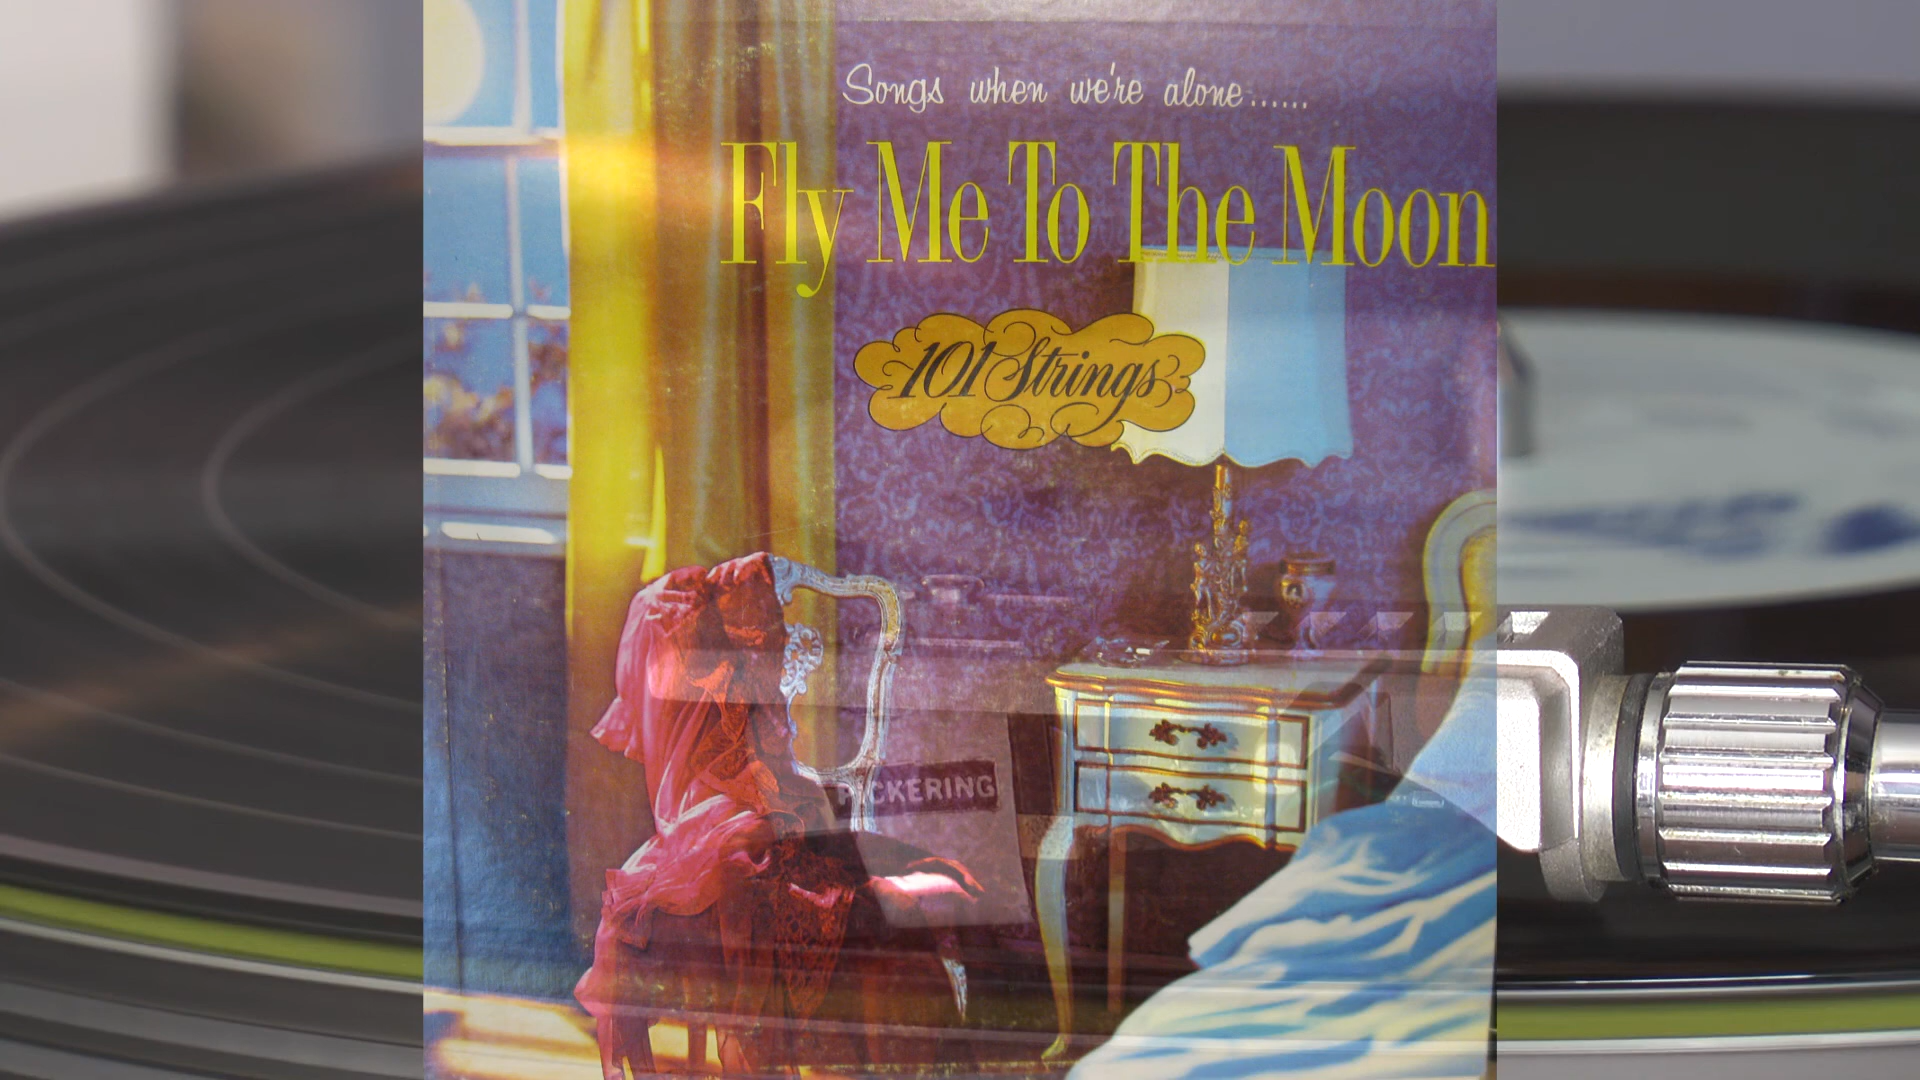 Songs when we're alone......
Fly Me To The Moon
101 Strings
PICKERING